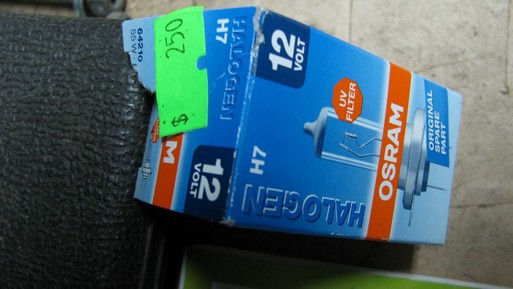 64210
55W
$ 250
H7
HALOGEN
12
VOLT
12
VOLT
H7
HALOGEN
UV
FILTER
OSRAM
ORIGINAL
SPARE
PART
M